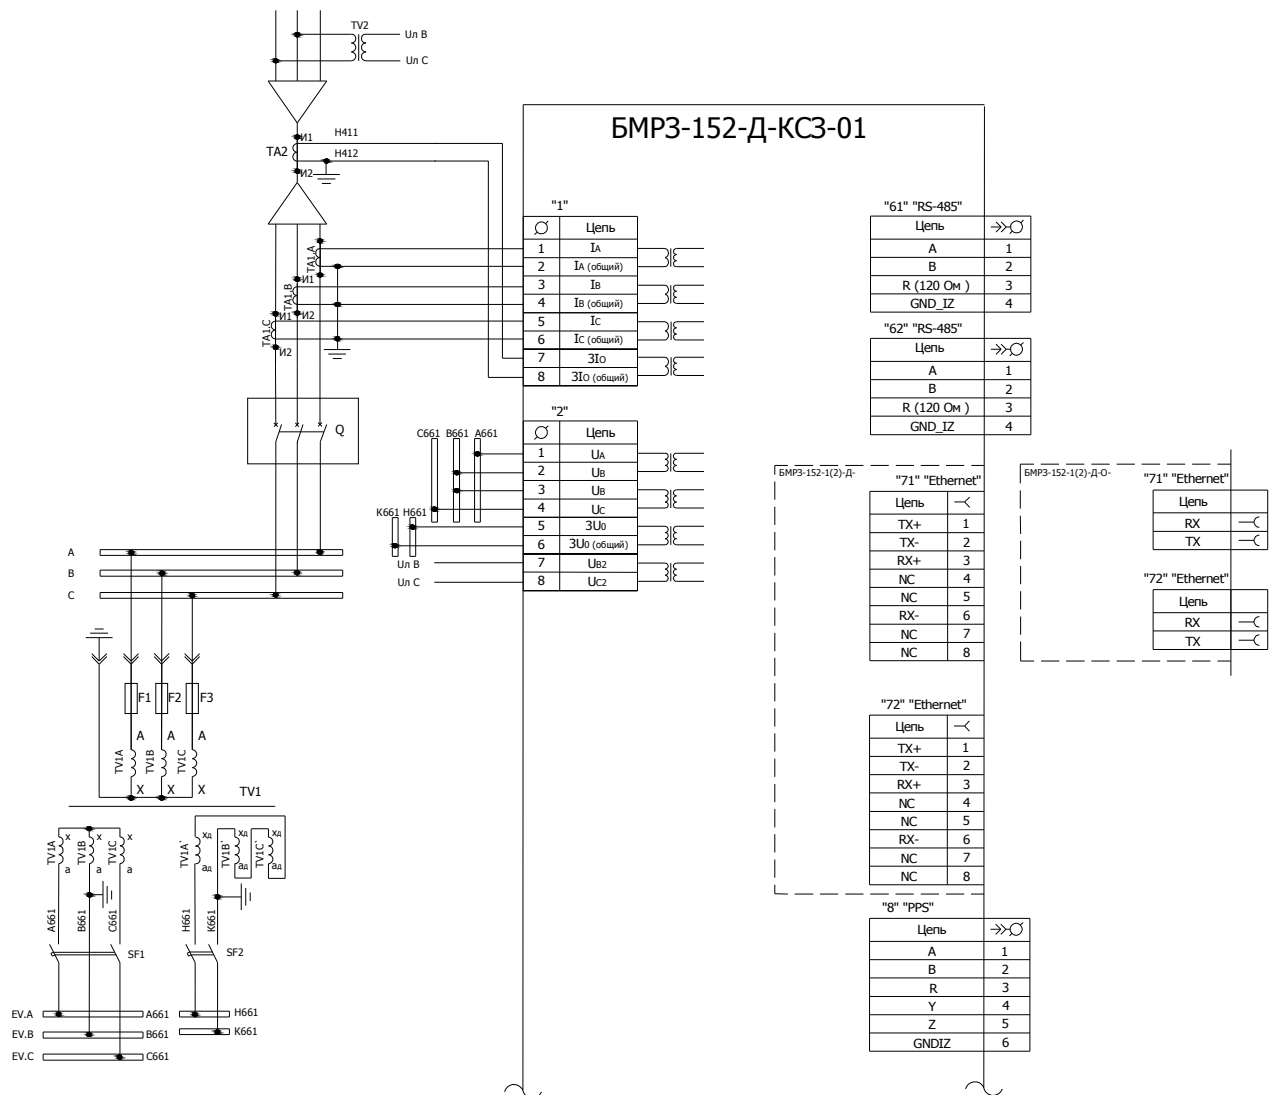 TV2
Uл B
Uл C
БМРЗ-152-Д-КСЗ-01
И1
H411
TA2
H412
И2
"1"
Цепь
1 IA
2 IA (общий)
3 IB
4 IB (общий)
5 IC
6 IC (общий)
7 3IO
8 3IO (общий)
TA1.A
И1
TA1.B
И1 И2
TA1.C
И2
Q
"2"
Цепь
1 UA
2 UB
3 UB
4 UC
5 3U0
6 3U0 (общий)
7 UB2
8 UC2
C661 B661 A661
K661 H661
Uл B
Uл C
A
B
C
F1 F2 F3
A A A
TV1A TV1B TV1C
X X X
TV1
x x x
TV1A TV1B TV1C
a a a
xд xд xд
TV1A` TV1B` TV1C`
aд aд aд
A661 B661 C661
H661 K661
SF1
SF2
EV.A A661
EV.B B661
EV.C C661
H661
K661
"61" "RS-485"
Цепь
A 1
B 2
R (120 Ом ) 3
GND_IZ 4
"62" "RS-485"
Цепь
A 1
B 2
R (120 Ом ) 3
GND_IZ 4
БМРЗ-152-1(2)-Д-
"71" "Ethernet"
Цепь
TX+ 1
TX- 2
RX+ 3
NC 4
NC 5
RX- 6
NC 7
NC 8
"72" "Ethernet"
Цепь
TX+ 1
TX- 2
RX+ 3
NC 4
NC 5
RX- 6
NC 7
NC 8
"8" "PPS"
Цепь
A 1
B 2
R 3
Y 4
Z 5
GNDIZ 6
БМРЗ-152-1(2)-Д-О-
"71" "Ethernet"
Цепь
RX
TX
"72" "Ethernet"
Цепь
RX
TX